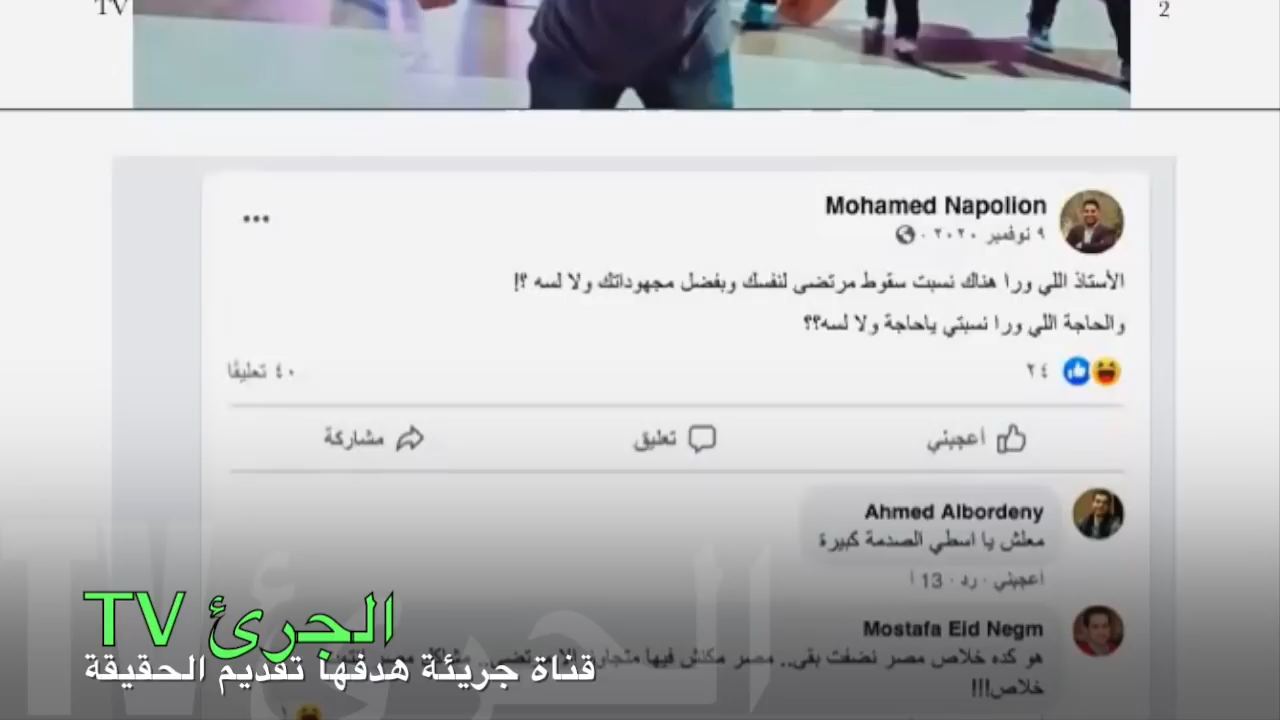 TV
2
Mohamed Napolion
٩ نوفمبر ٢٠٢٠ ·
الأستاذ اللي ورا هناك نسبت سقوط مرتضى لنفسك وبفضل مجهوداتك ولا لسه ؟!
والحاجة اللي ورا نسبتي ياحاجة ولا لسه؟؟
٢٤
٤٠ تعليقًا
أعجبني
تعليق
مشاركة
Ahmed Albordeny
معلش يا اسطي الصدمة كبيرة
أعجبني · رد · 13 أ
Mostafa Eid Negm
هو كده خلاص مصر نضفت بقى.. مصر مكنش فيها
خلاص!!!
١
الجرئ TV
قناة جريئة هدفها تقديم الحقيقة